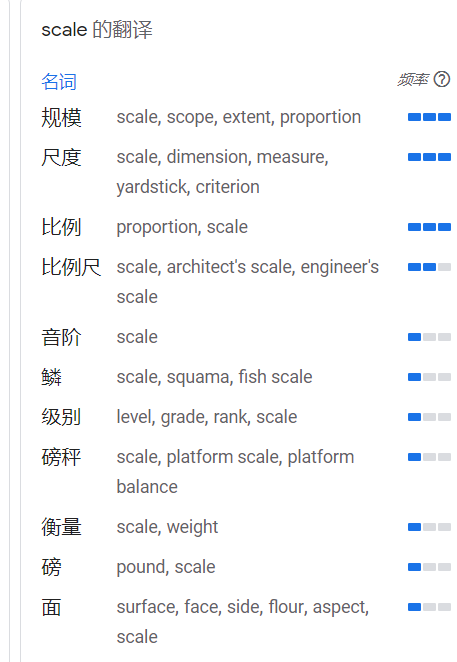 scale 的翻译
名词 频率
规模 scale, scope, extent, proportion
尺度 scale, dimension, measure,
yardstick, criterion
比例 proportion, scale
比例尺 scale, architect's scale, engineer's
scale
音阶 scale
鳞 scale, squama, fish scale
级别 level, grade, rank, scale
磅秤 scale, platform scale, platform
balance
衡量 scale, weight
磅 pound, scale
面 surface, face, side, flour, aspect,
scale